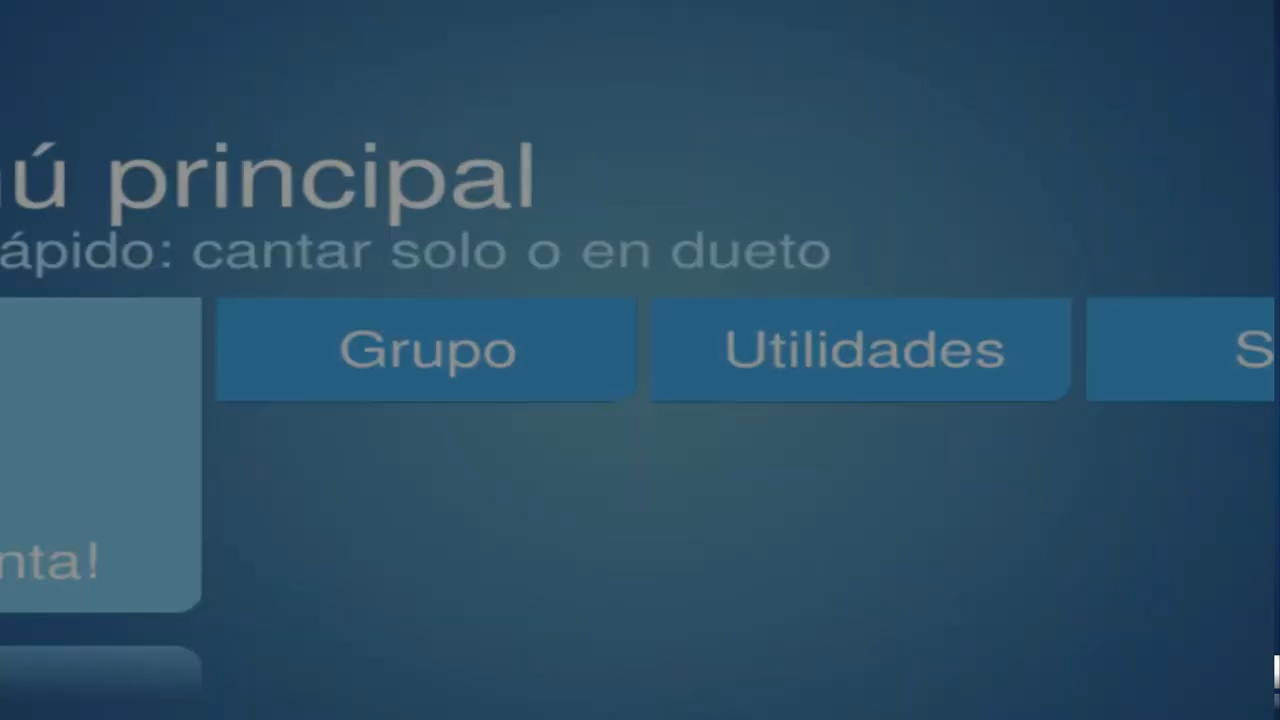 ú principal
ápido: cantar solo o en dueto
Grupo
Utilidades
S
nta!